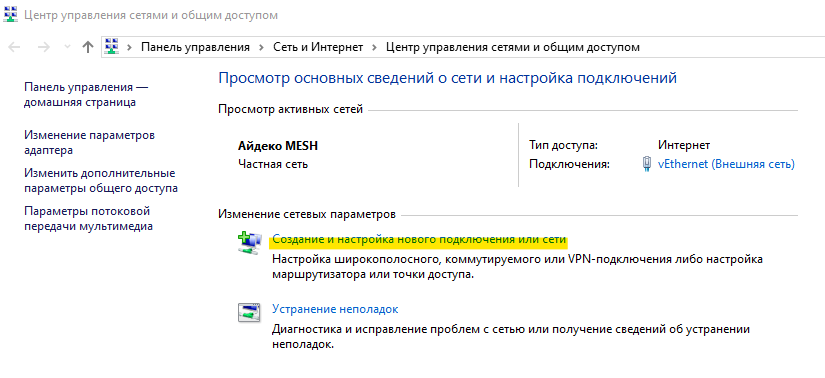 Центр управления сетями и общим доступом
Панель управления Сеть и Интернет Центр управления сетями и общим доступом
Панель управления —
домашняя страница
Изменение параметров
адаптера
Изменить дополнительные
параметры общего доступа
Параметры потоковой
передачи мультимедиа
Просмотр основных сведений о сети и настройка подключений
Просмотр активных сетей
Айдеко MESH
Частная сеть
Тип доступа: Интернет
Подключения: vEthernet (Внешняя сеть)
Изменение сетевых параметров
Создание и настройка нового подключения или сети
Настройка широкополосного, коммутируемого или VPN-подключения либо настройка
маршрутизатора или точки доступа.
Устранение неполадок
Диагностика и исправление проблем с сетью или получение сведений об устранении
неполадок.